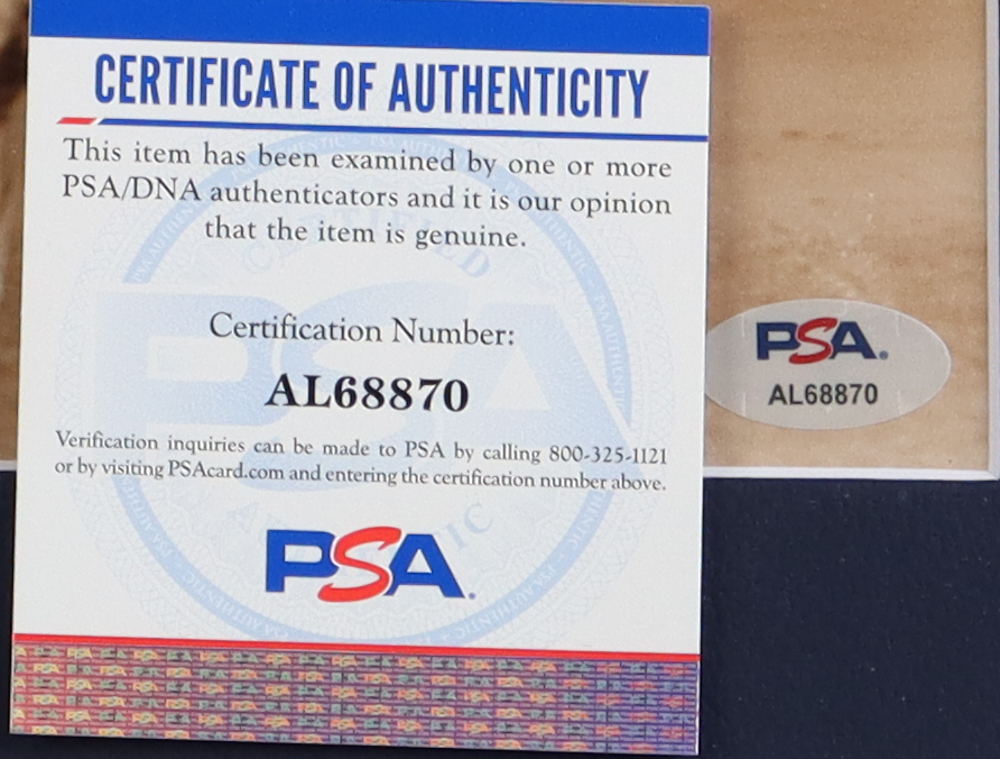 CERTIFICATE OF AUTHENTICITY
This item has been examined by one or more
PSA/DNA authenticators and it is our opinion
that the item is genuine.
CERTIFIED
PSA
Certification Number:
AL68870
Verification inquiries can be made to PSA by calling 800-325-1121
or by visiting PSAcard.com and entering the certification number above.
PSA.
PSA.
AL68870